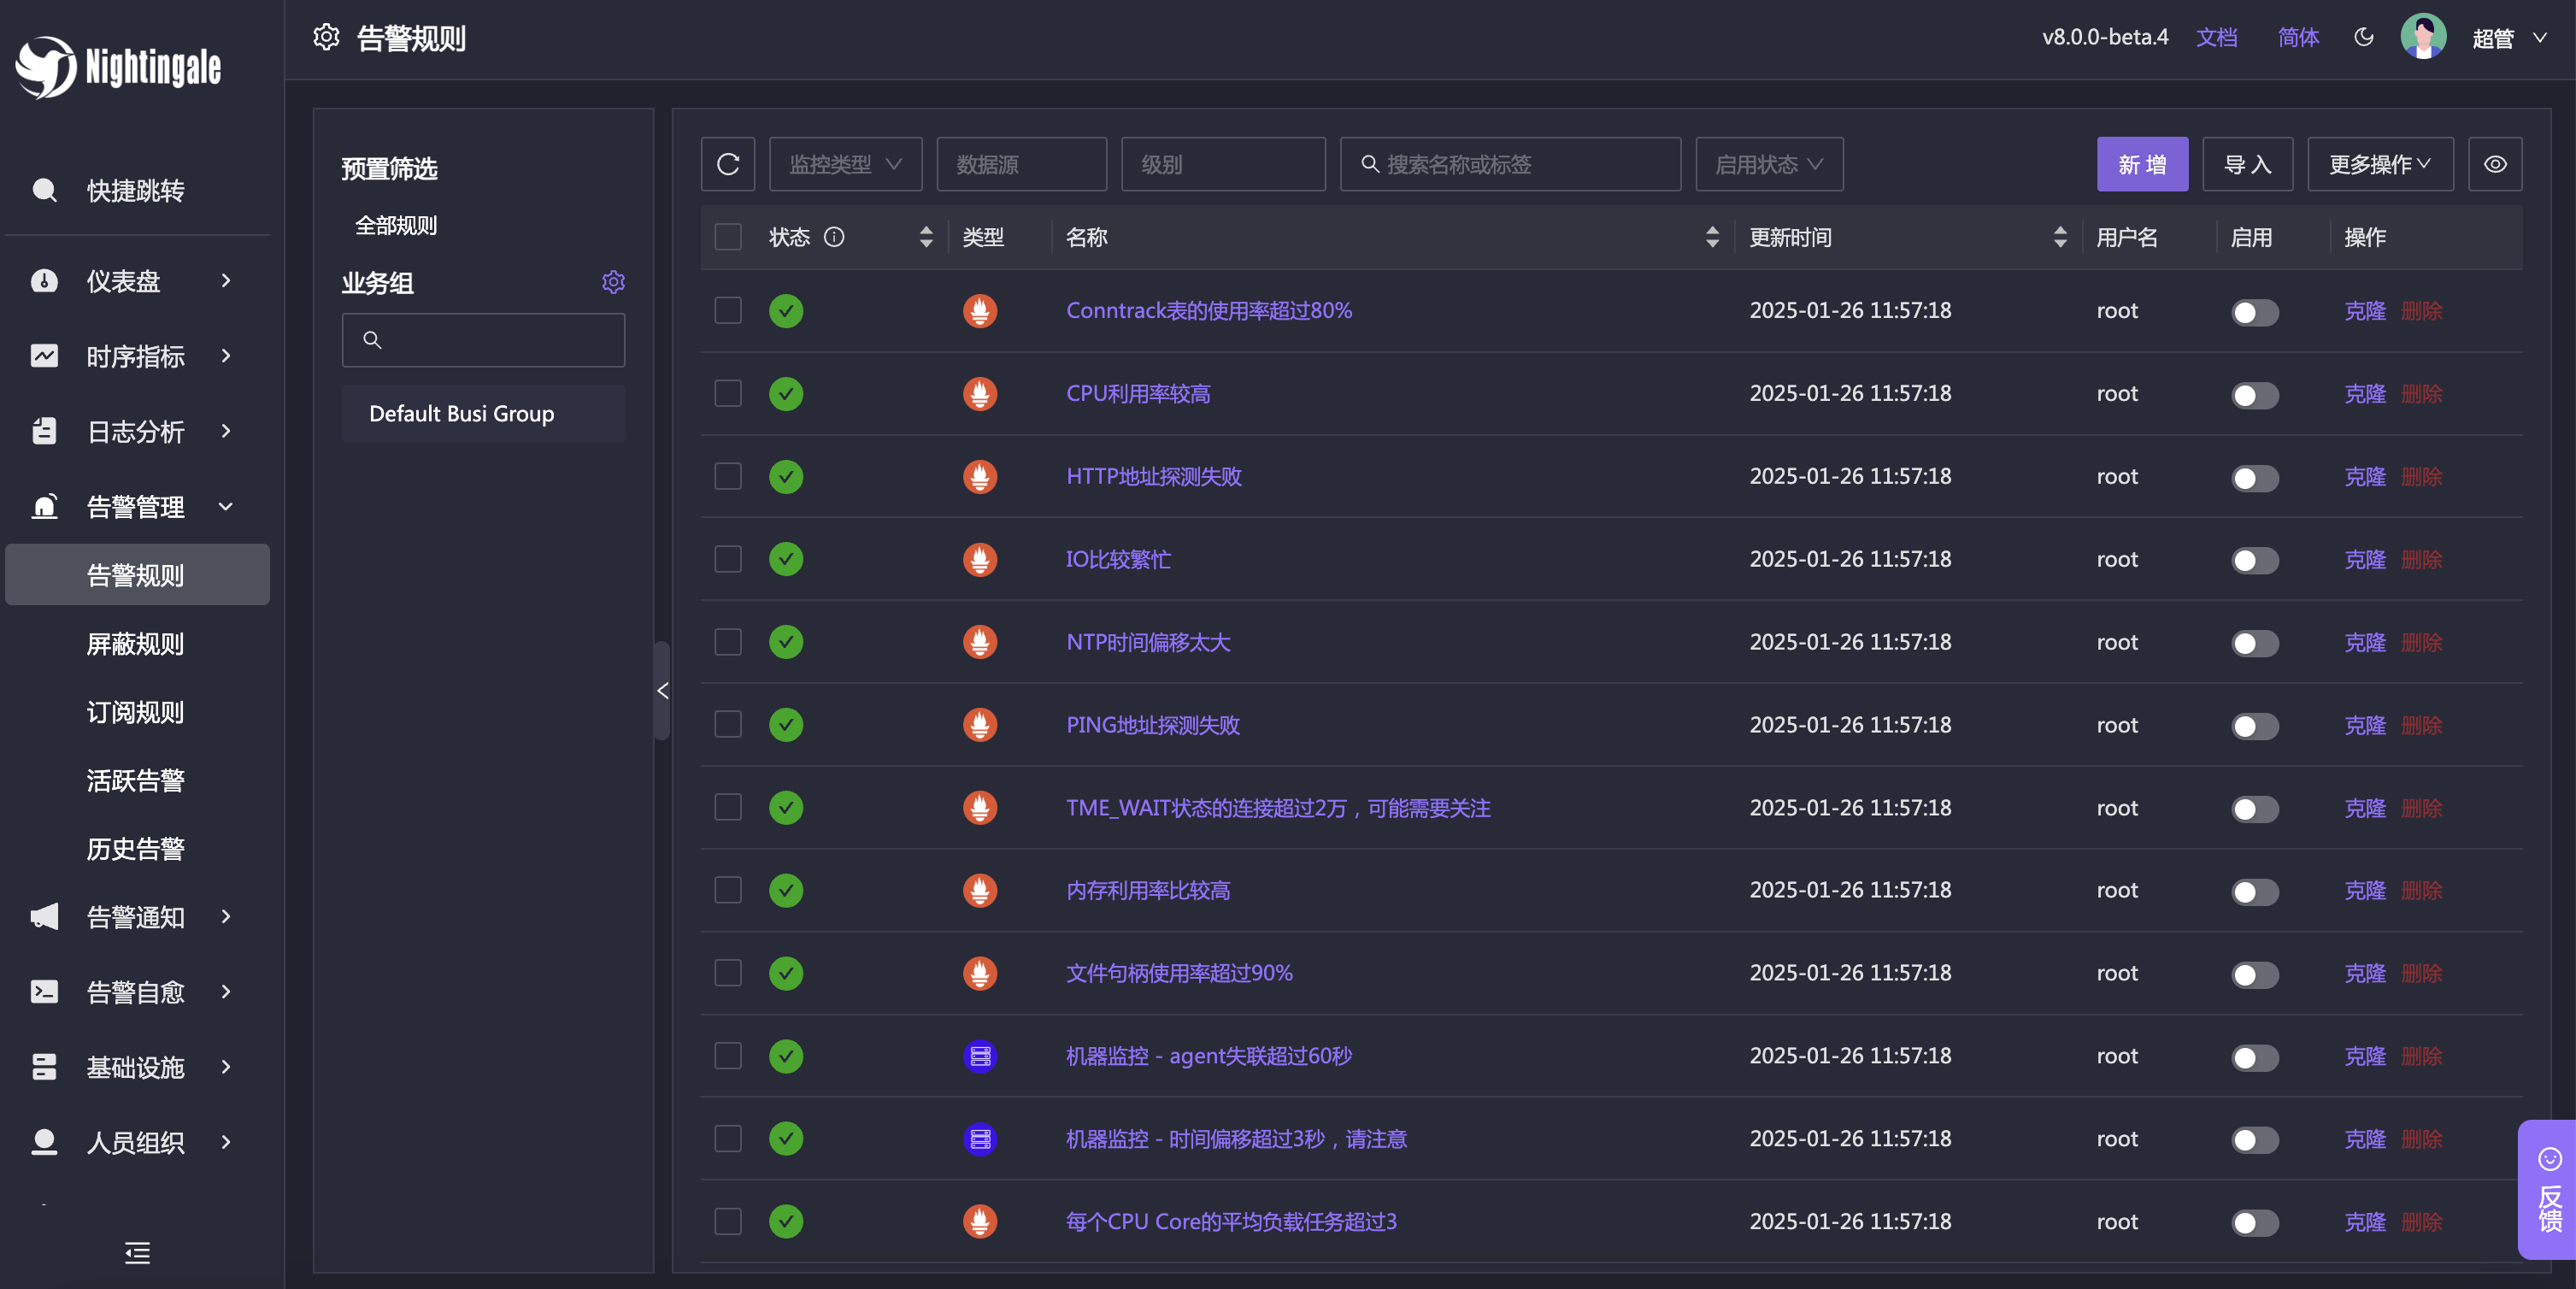 Nightingale
快捷跳转
仪表盘
时序指标
日志分析
告警管理
告警规则
屏蔽规则
订阅规则
活跃告警
历史告警
告警通知
告警自愈
基础设施
人员组织
告警规则
v8.0.0-beta.4 文档 简体 超管
预置筛选
全部规则
业务组
Default Busi Group
监控类型 数据源 级别 搜索名称或标签 启用状态 新增 导入 更多操作
状态 类型 名称 更新时间 用户名 启用 操作
Conntrack表的使用率超过80% 2025-01-26 11:57:18 root 克隆 删除
CPU利用率较高 2025-01-26 11:57:18 root 克隆 删除
HTTP地址探测失败 2025-01-26 11:57:18 root 克隆 删除
IO比较繁忙 2025-01-26 11:57:18 root 克隆 删除
NTP时间偏移太大 2025-01-26 11:57:18 root 克隆 删除
PING地址探测失败 2025-01-26 11:57:18 root 克隆 删除
TME_WAIT状态的连接超过2万，可能需要关注 2025-01-26 11:57:18 root 克隆 删除
内存利用率比较高 2025-01-26 11:57:18 root 克隆 删除
文件句柄使用率超过90% 2025-01-26 11:57:18 root 克隆 删除
机器监控 - agent失联超过60秒 2025-01-26 11:57:18 root 克隆 删除
机器监控 - 时间偏移超过3秒，请注意 2025-01-26 11:57:18 root 克隆 删除
每个CPU Core的平均负载任务超过3 2025-01-26 11:57:18 root 克隆 删除
反馈